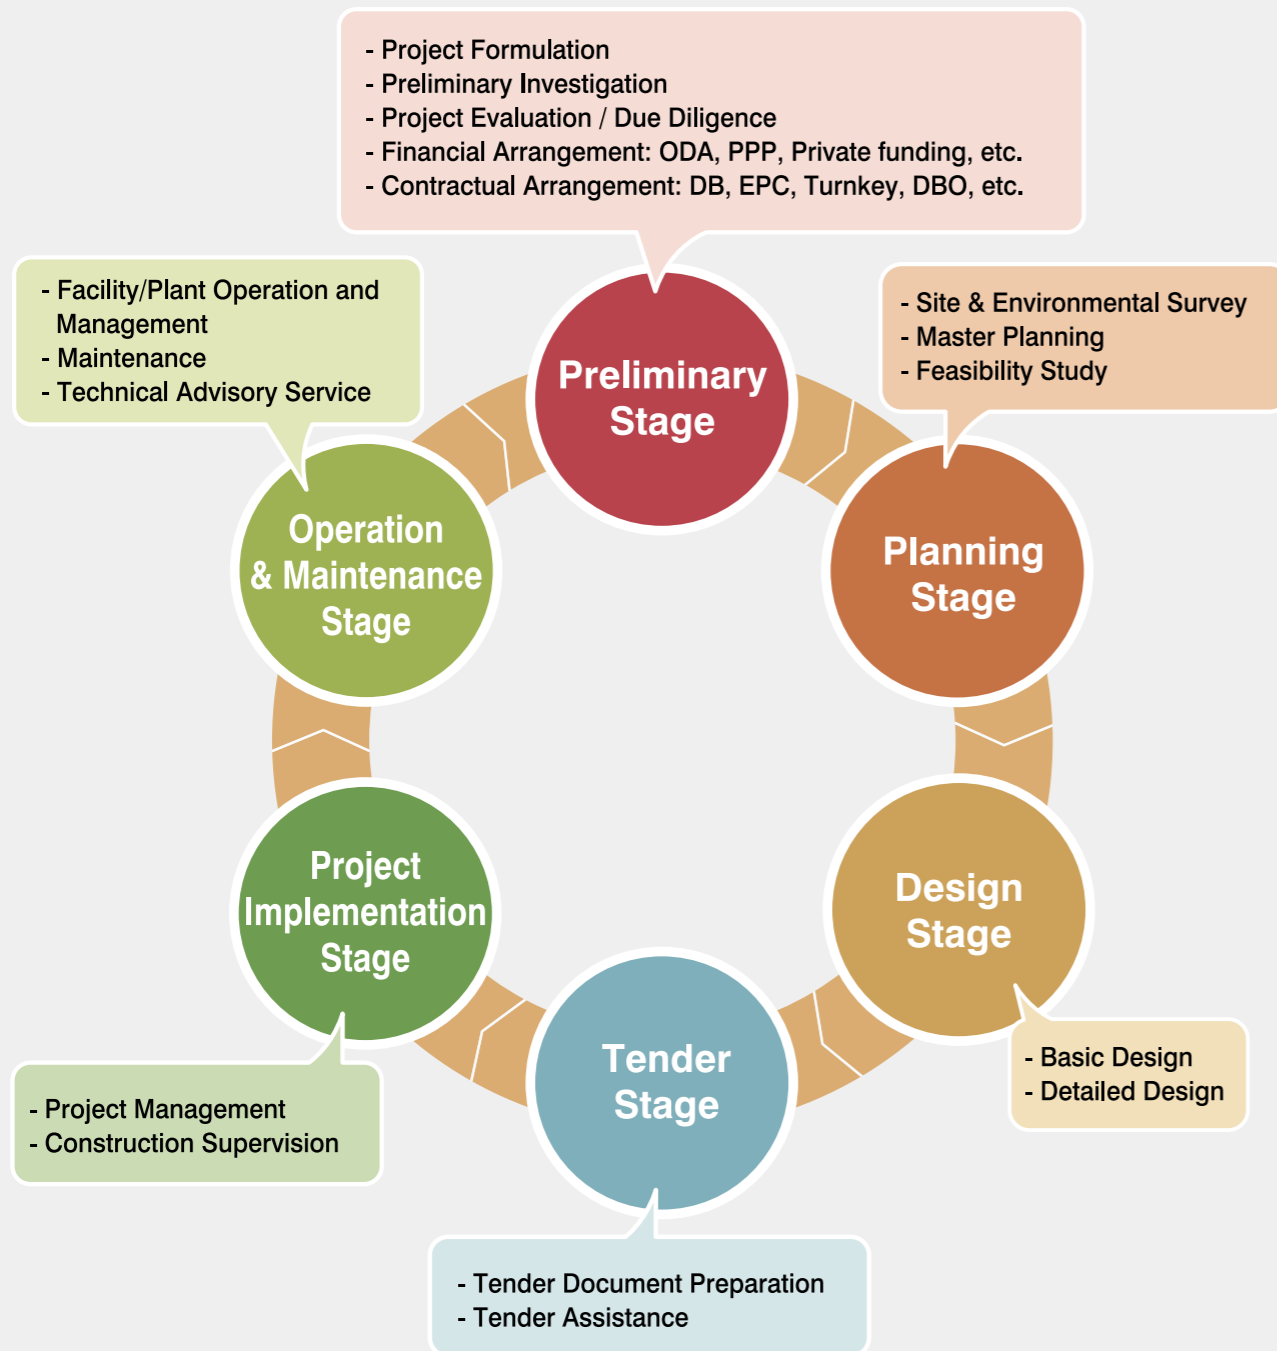 - Project Formulation
- Preliminary Investigation
- Project Evaluation / Due Diligence
- Financial Arrangement: ODA, PPP, Private funding, etc.
- Contractual Arrangement: DB, EPC, Turnkey, DBO, etc.
Preliminary
Stage
- Site & Environmental Survey
- Master Planning
- Feasibility Study
Planning
Stage
Design
Stage
- Basic Design
- Detailed Design
Tender
Stage
- Tender Document Preparation
- Tender Assistance
Project
Implementation
Stage
- Project Management
- Construction Supervision
- Facility/Plant Operation and
Management
- Maintenance
- Technical Advisory Service
Operation
& Maintenance
Stage